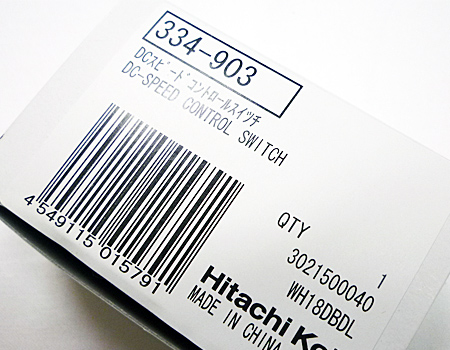 334-903
DCｽﾋﾟｰﾄﾞｺﾝﾄﾛｰﾙｽｲｯﾁ
DC-SPEED CONTROL SWITCH
4 549115 015791
QTY 1
3021500040
WH18DBDL
Hitachi Ko
MADE IN CHINA